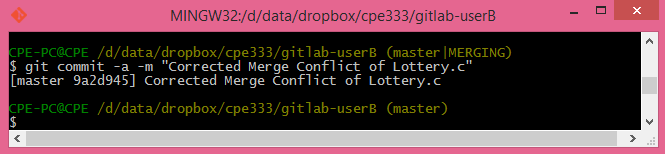 MINGW32:/d/data/dropbox/cpe333/gitlab-userB
CPE-PC@CPE /d/data/dropbox/cpe333/gitlab-userB (master|MERGING)
$ git commit -a -m "Corrected Merge Conflict of Lottery.c"
[master 9a2d945] Corrected Merge Conflict of Lottery.c
CPE-PC@CPE /d/data/dropbox/cpe333/gitlab-userB (master)
$